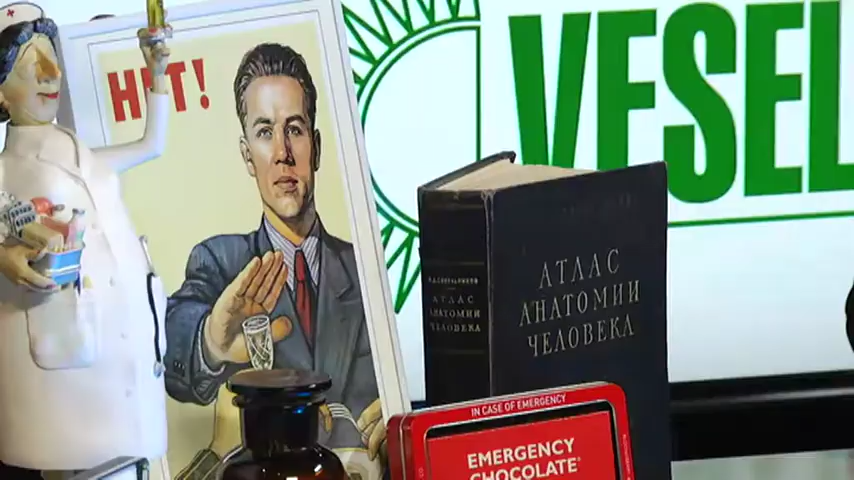 НЕТ!
VESEL
АТЛАС
АНАТОМИИ
ЧЕЛОВЕКА
АТЛАС
АНАТОМИИ
ЧЕЛОВЕКА
IN CASE OF EMERGENCY
EMERGENCY
CHOCOLATE®